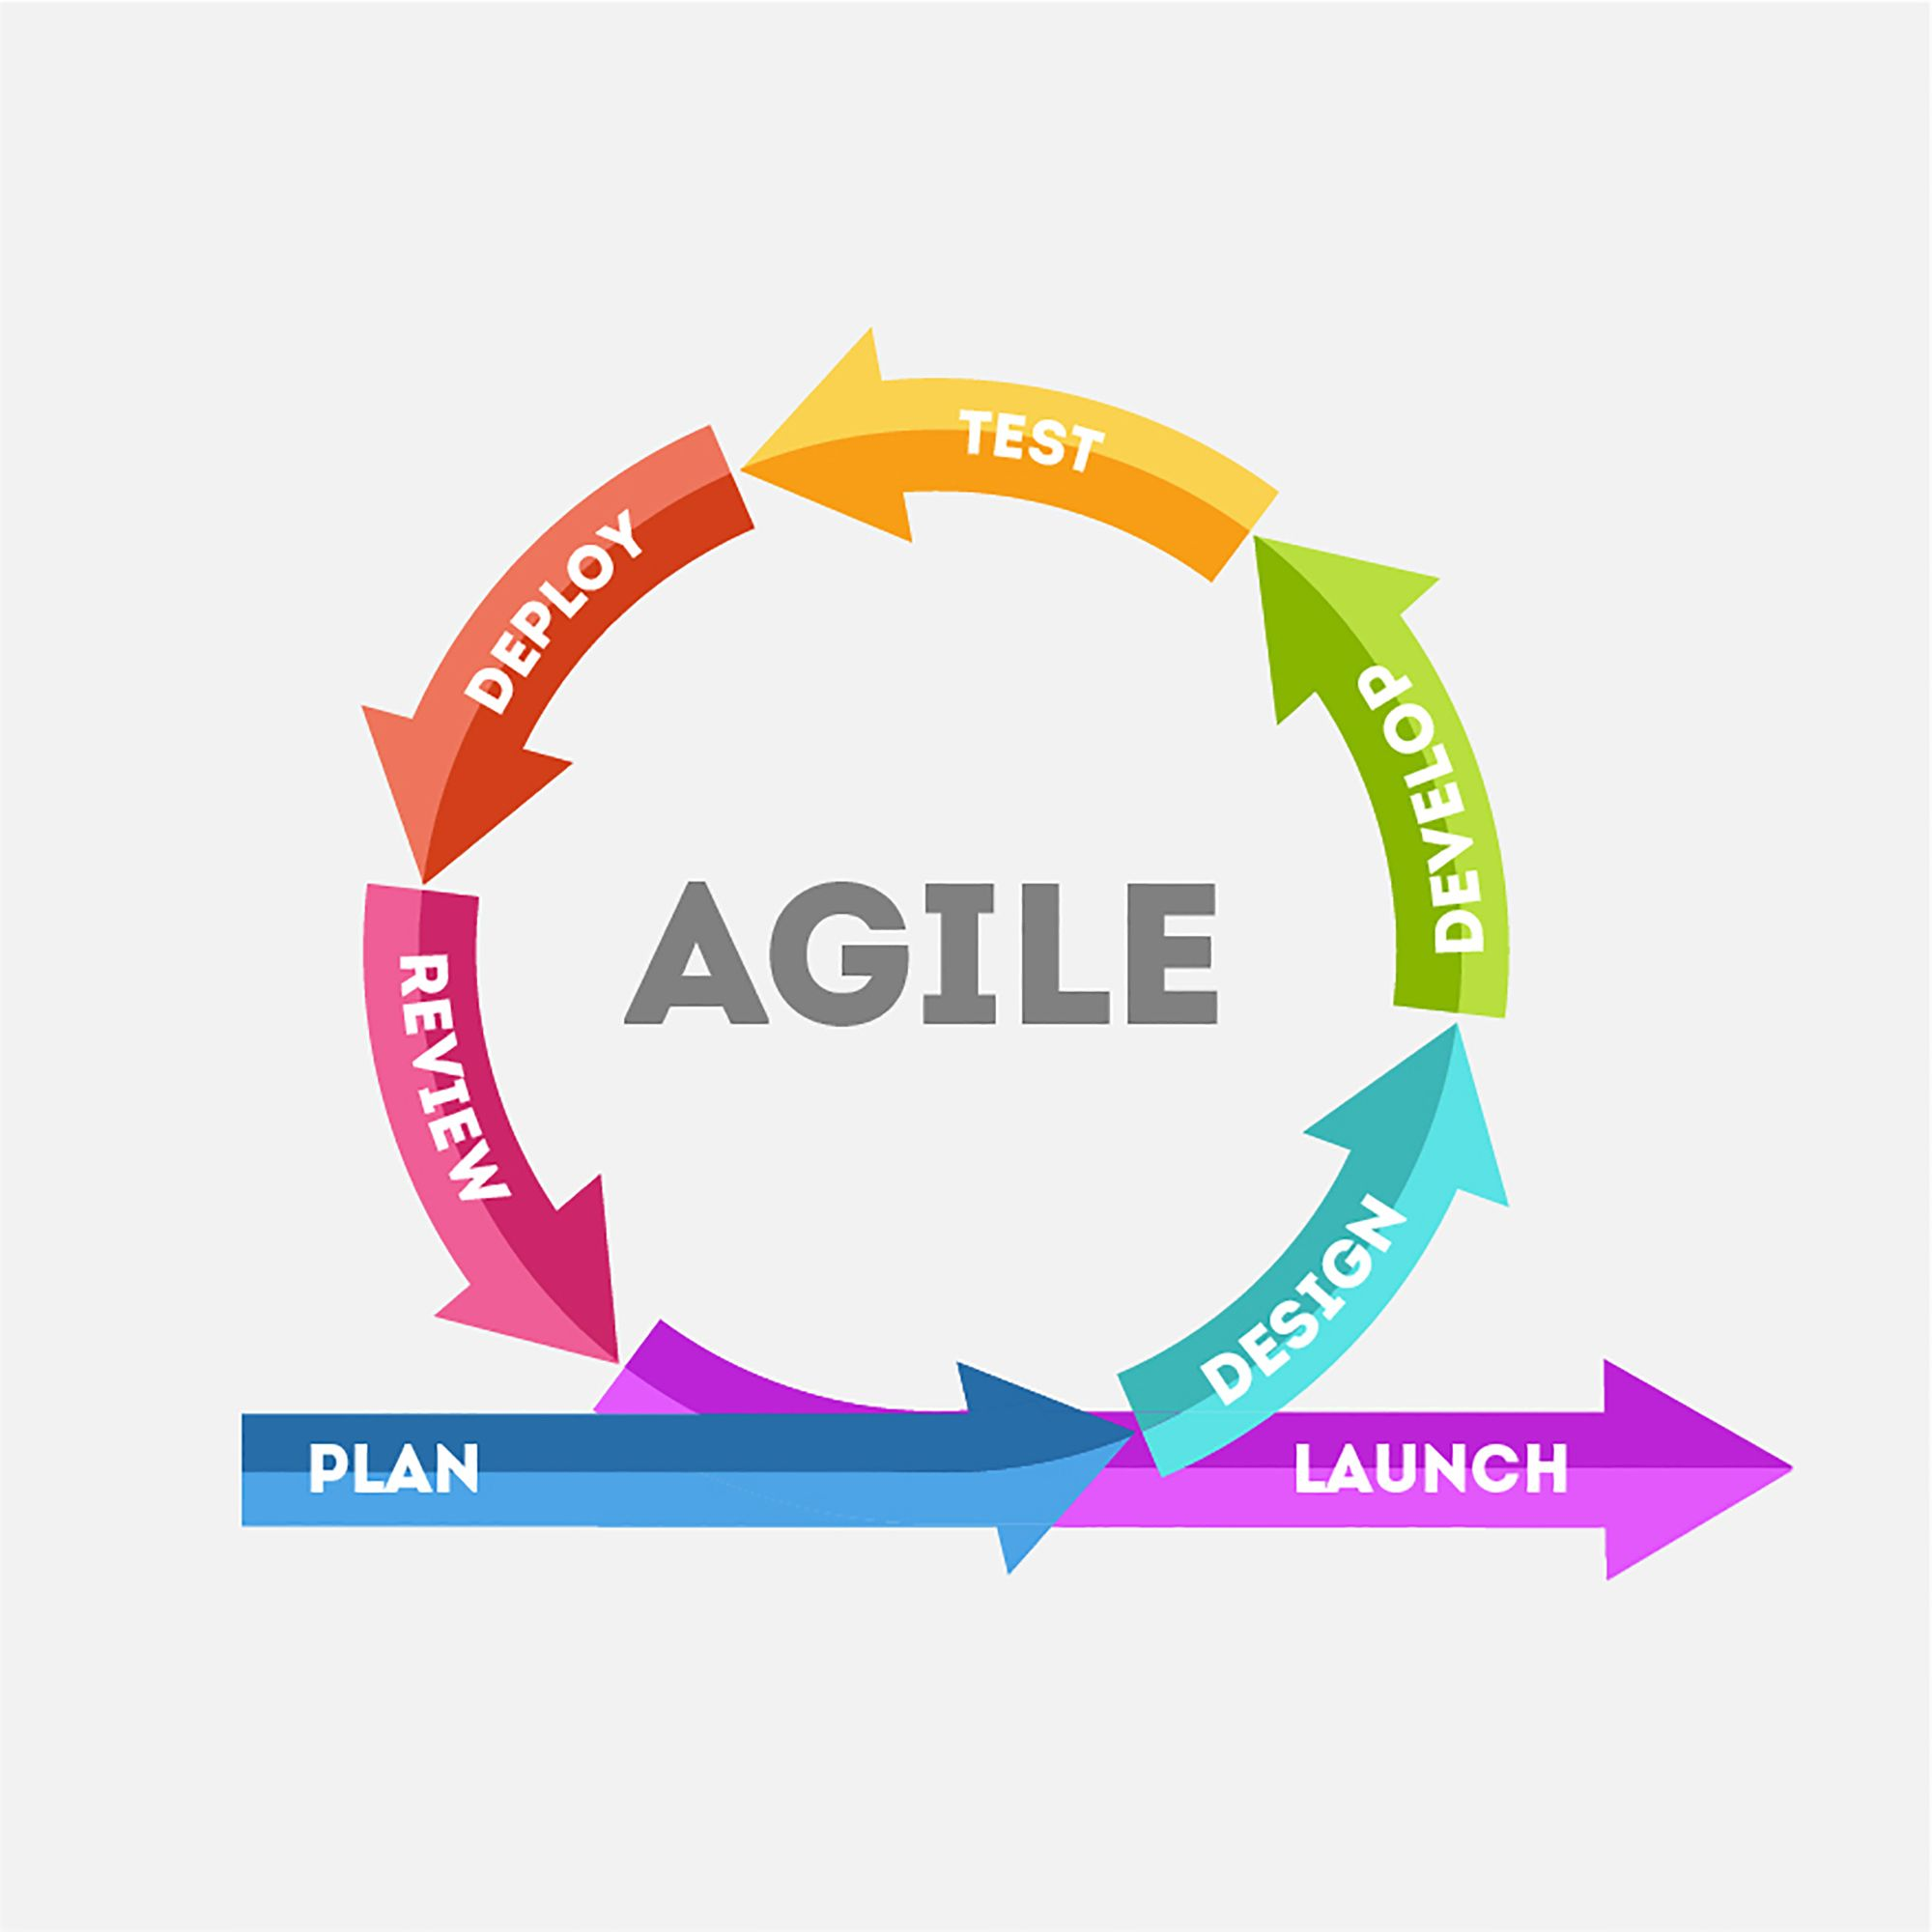 TEST
DEPLOY
DEVELOP
AGILE
REVIEW
DESIGN
PLAN
LAUNCH